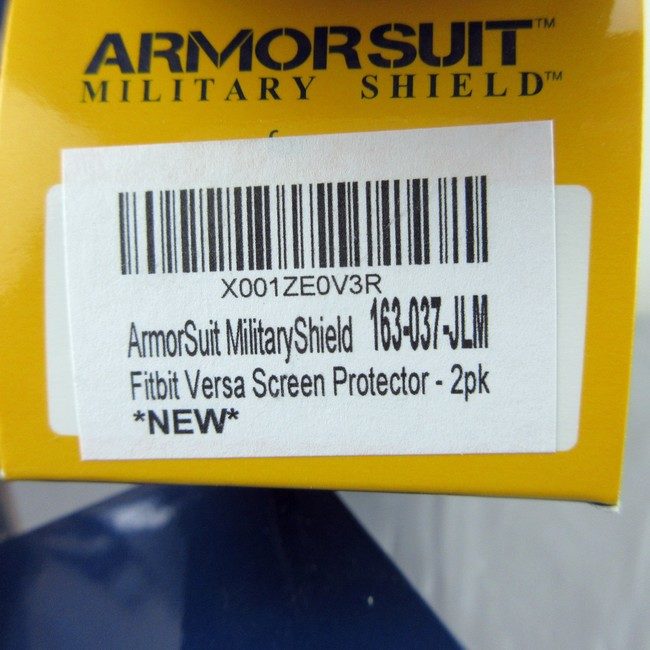 ARMORSUIT™
MILITARY SHIELD™
X001ZE0V3R
ArmorSuit MilitaryShield 163-037-JLM
Fitbit Versa Screen Protector - 2pk
*NEW*